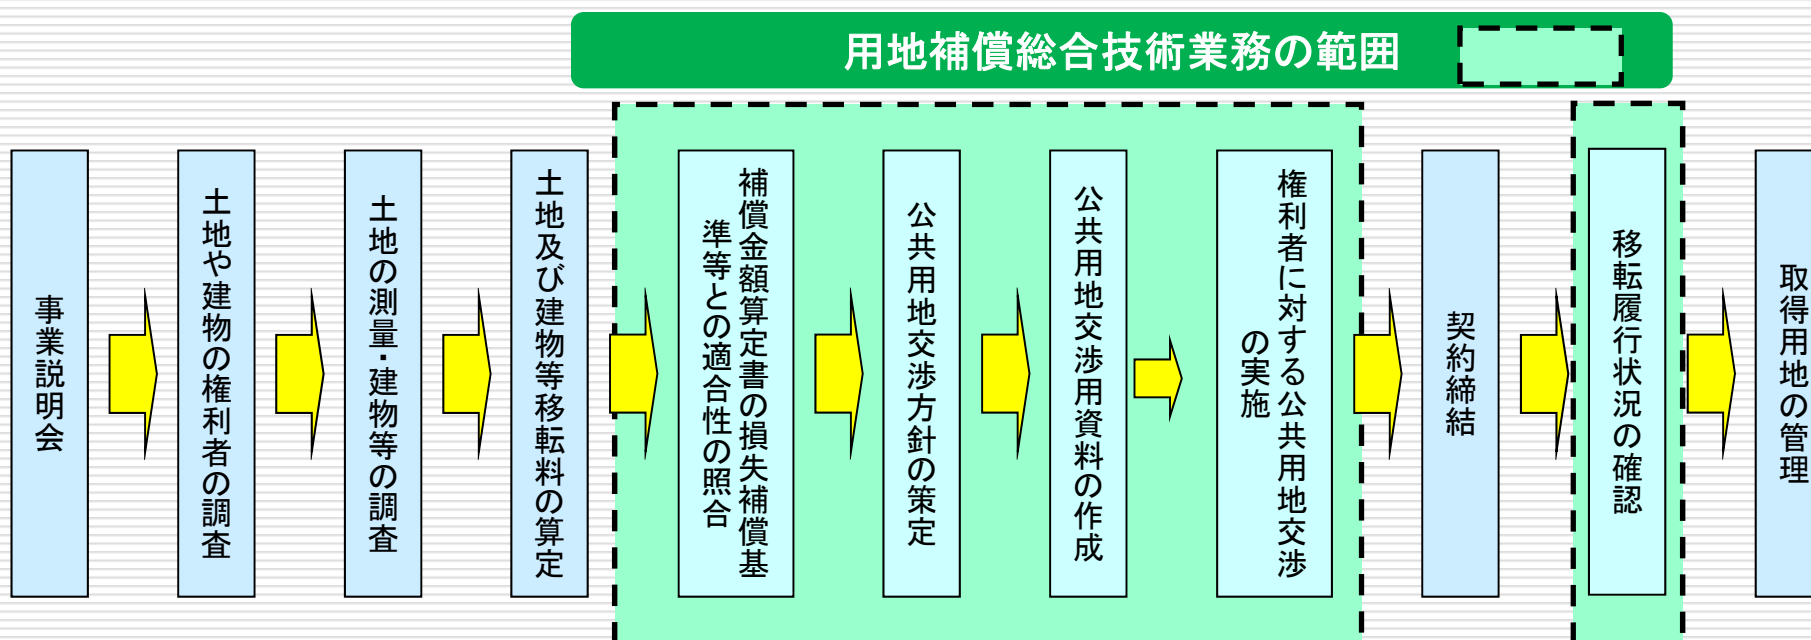 用地補償総合技術業務の範囲
事業説明会
土地や建物の権利者の調査
土地の測量・建物等の調査
土地及び建物等移転料の算定
補償金額算定書の損失補償基
準等との適合性の照合
公共用地交渉方針の策定
公共用地交渉用資料の作成
権利者に対する公共用地交渉
の実施
契約締結
移転履行状況の確認
取得用地の管理